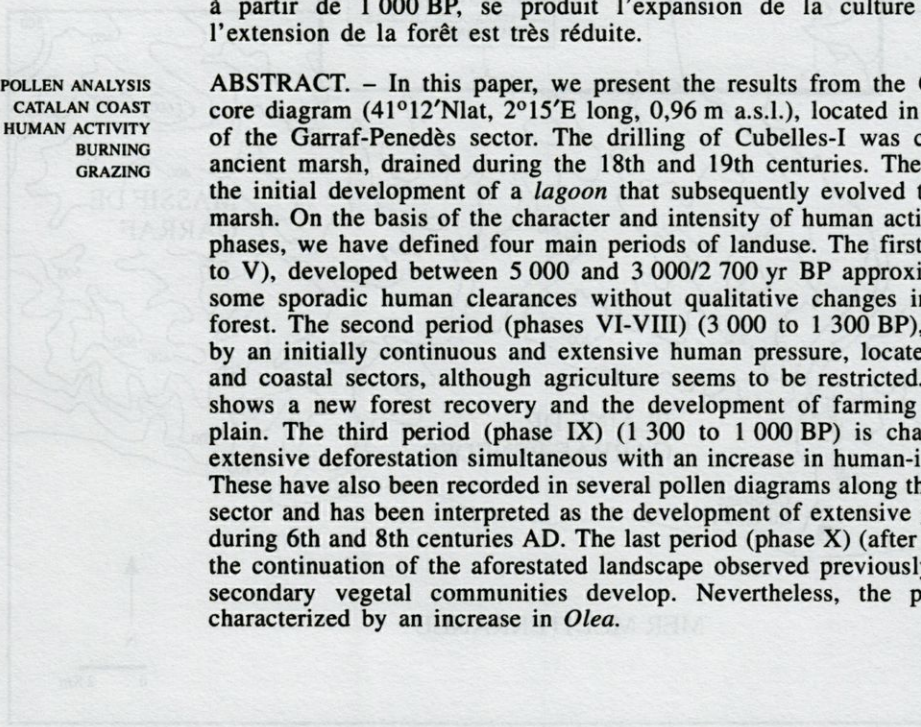 à partir de 1 000 BP, se produit l'expansion de la culture
l'extension de la forêt est très réduite.
POLLEN ANALYSIS
CATALAN COAST
HUMAN ACTIVITY
BURNING
GRAZING
ABSTRACT. – In this paper, we present the results from the
core diagram (41º12′Nlat, 2º15′E long, 0,96 m a.s.l.), located in
of the Garraf-Penedès sector. The drilling of Cubelles-I was
ancient marsh, drained during the 18th and 19th centuries. The
the initial development of a lagoon that subsequently evolved
marsh. On the basis of the character and intensity of human acti
phases, we have defined four main periods of landuse. The first
to V), developed between 5 000 and 3 000/2 700 yr BP approxi
some sporadic human clearances without qualitative changes i
forest. The second period (phases VI-VIII) (3 000 to 1 300 BP),
by an initially continuous and extensive human pressure, locate
and coastal sectors, although agriculture seems to be restricted.
shows a new forest recovery and the development of farming
plain. The third period (phase IX) (1 300 to 1 000 BP) is cha
extensive deforestation simultaneous with an increase in human-i
These have also been recorded in several pollen diagrams along th
sector and has been interpreted as the development of extensive
during 6th and 8th centuries AD. The last period (phase X) (after
the continuation of the aforestated landscape observed previously
secondary vegetal communities develop. Nevertheless, the p
characterized by an increase in Olea.
MASSIF DE
GARRAF
MER MEDITERRANEE